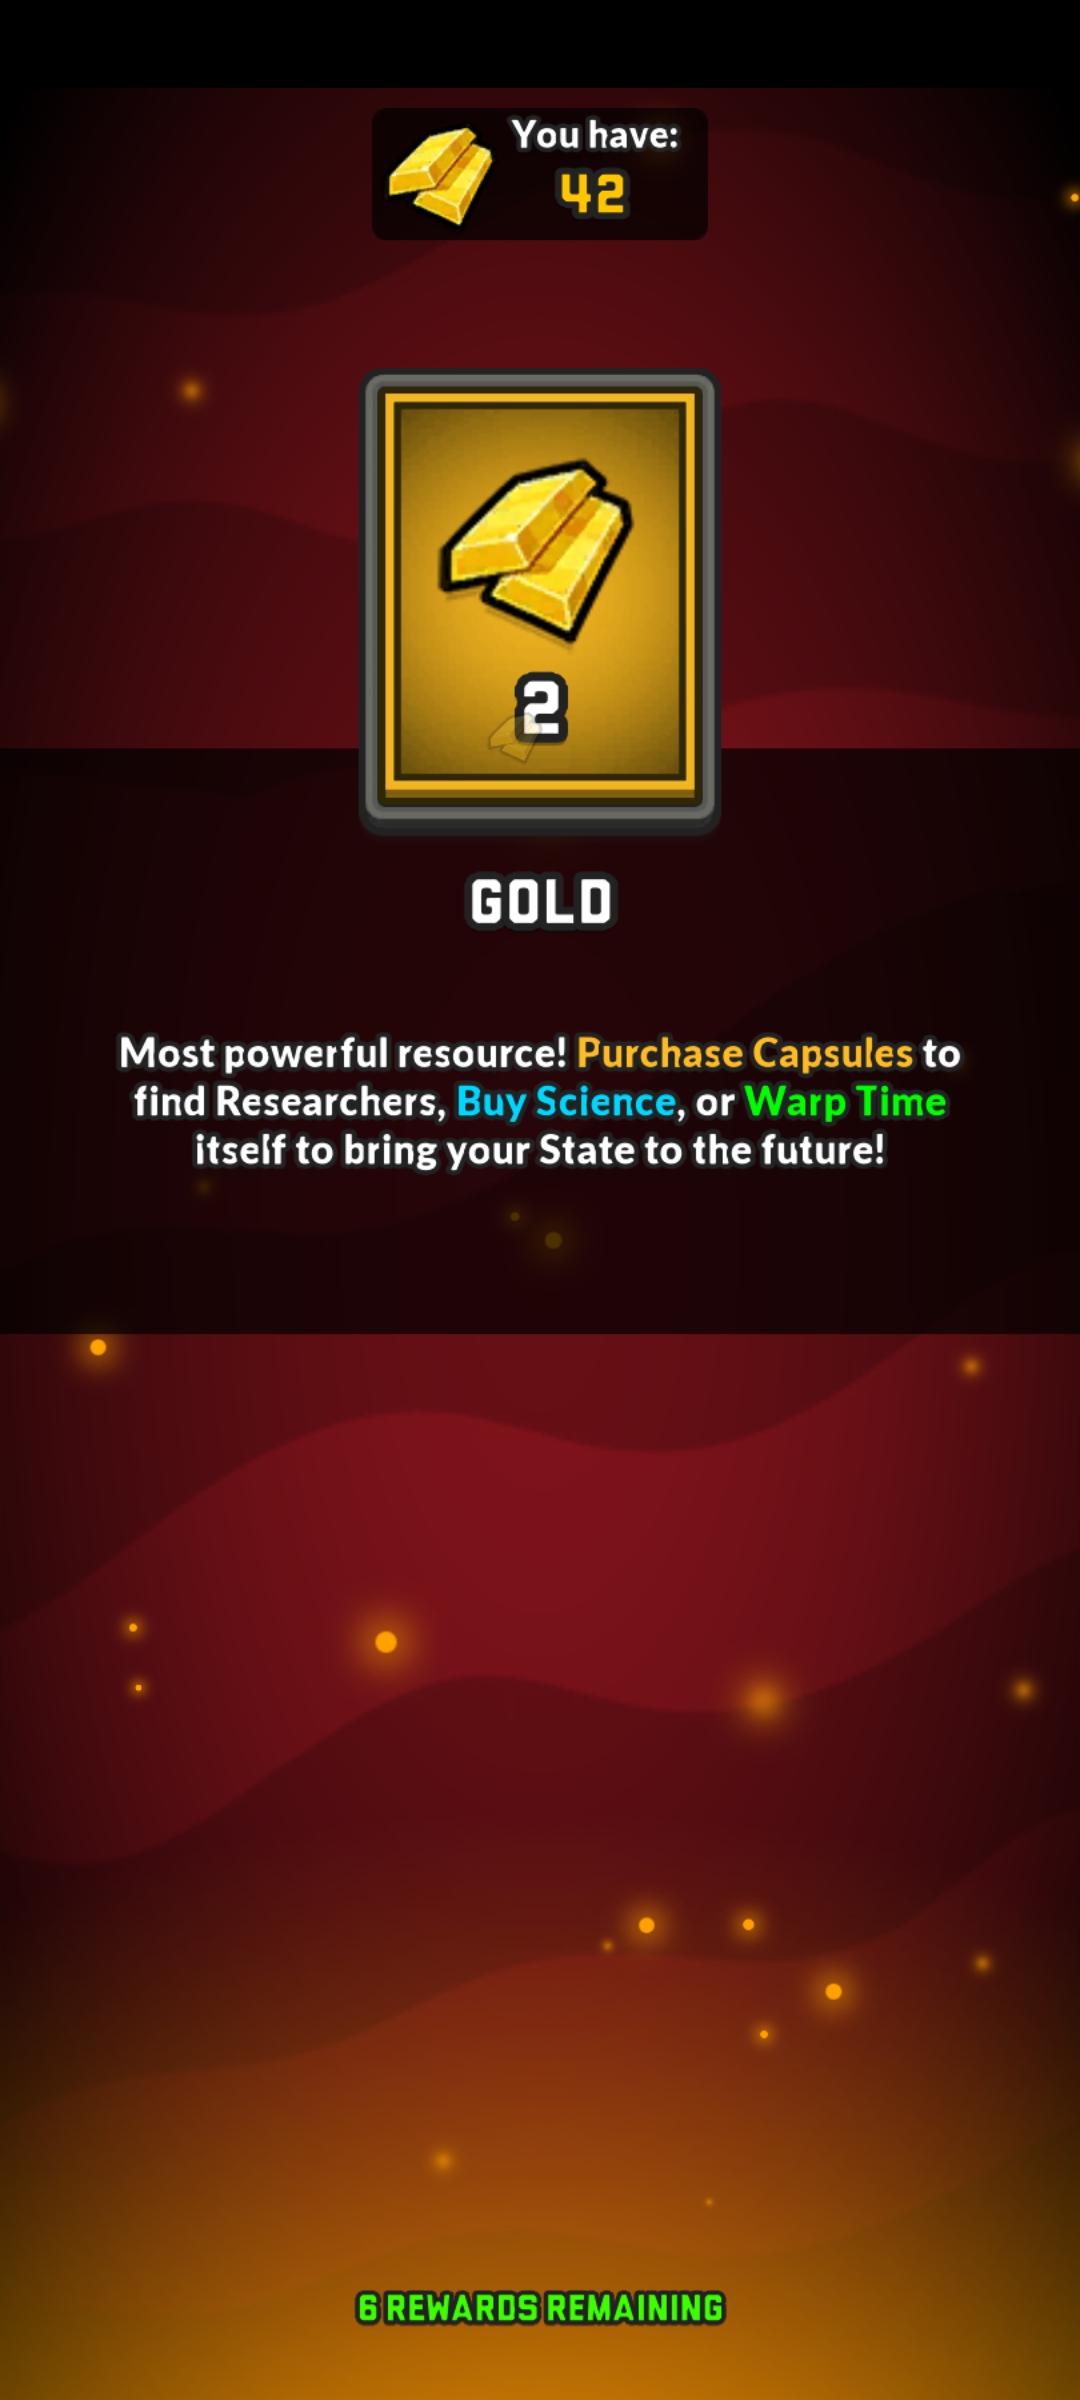 You have:
42
2
GOLD
Most powerful resource! Purchase Capsules to
find Researchers, Buy Science, or Warp Time
itself to bring your State to the future!
6 REWARDS REMAINING